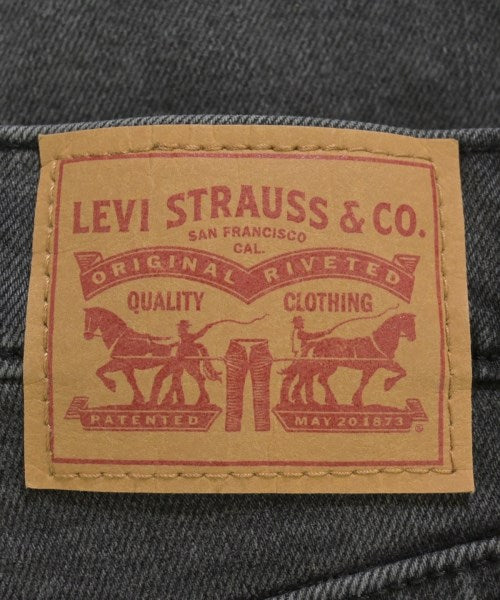 LEVI STRAUSS & CO.
SAN FRANCISCO
CAL.
ORIGINAL RIVETED
QUALITY CLOTHING
PATENTED MAY 20 1873 ®